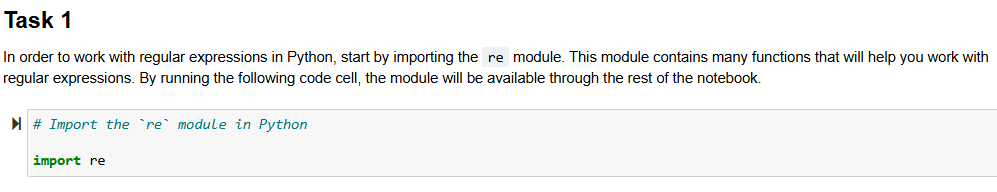 Task 1
In order to work with regular expressions in Python, start by importing the re module. This module contains many functions that will help you work with
regular expressions. By running the following code cell, the module will be available through the rest of the notebook.
# Import the `re` module in Python
import re